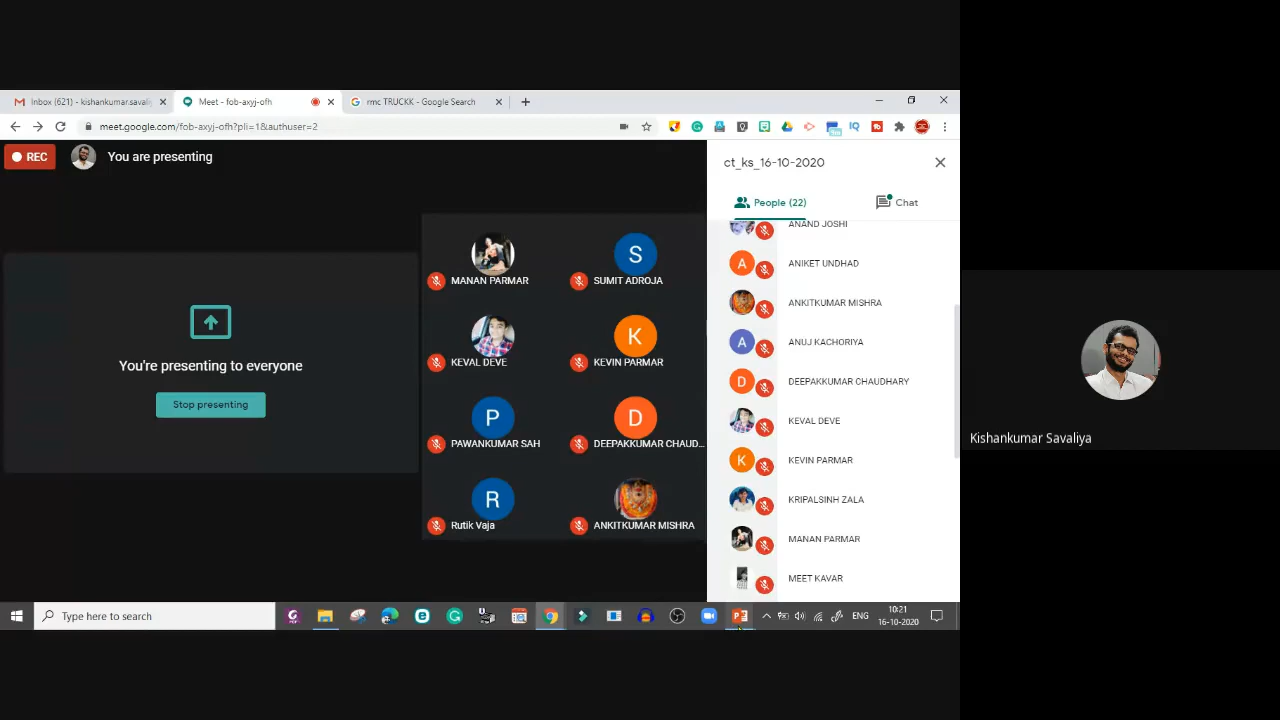 Inbox (621) - kishankumar.savali
Meet - fob-axyj-ofh
rmc TRUCKK - Google Search
meet.google.com/fob-axyj-ofh?pli=1&authuser=2
REC
You are presenting
ct_ks_16-10-2020
People (22)
Chat
You're presenting to everyone
Stop presenting
MANAN PARMAR
SUMIT ADROJA
KEVAL DEVE
K
KEVIN PARMAR
S
P
PAWANKUMAR SAH
D
DEEPAKKUMAR CHAUD...
R
Rutik Vaja
ANKITKUMAR MISHRA
ANAND JOSHI
A
ANIKET UNDHAD
ANKITKUMAR MISHRA
A
ANUJ KACHORIYA
D
DEEPAKKUMAR CHAUDHARY
KEVAL DEVE
K
KEVIN PARMAR
KRIPALSINH ZALA
MANAN PARMAR
MEET KAVAR
Kishankumar Savaliya
Type here to search
ENG
10:21
16-10-2020